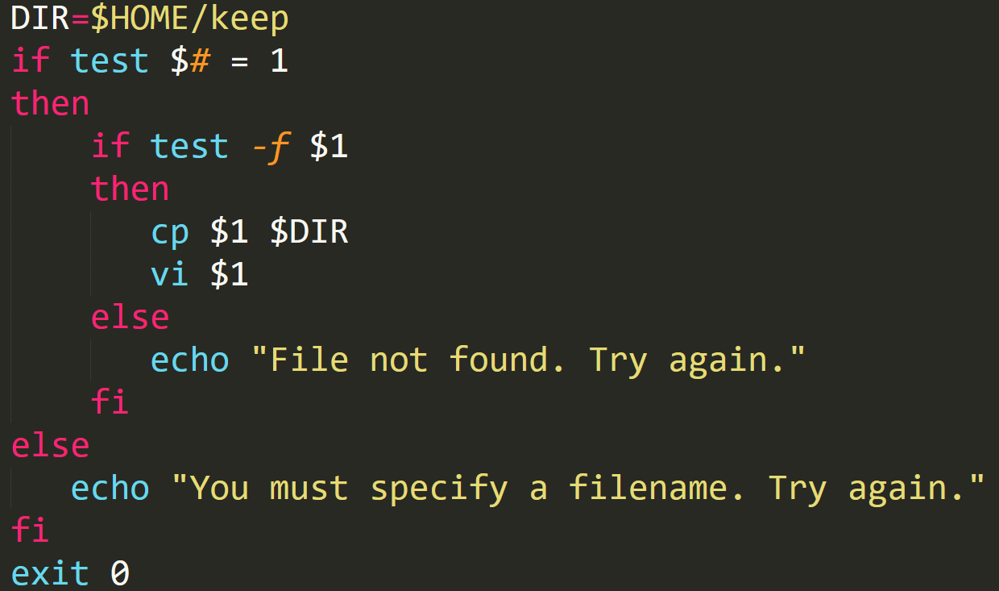 DIR=$HOME/keep
if test $# = 1
then
    if test -f $1
    then
       cp $1 $DIR
       vi $1
    else
       echo "File not found. Try again."
    fi
else
   echo "You must specify a filename. Try again."
fi
exit 0